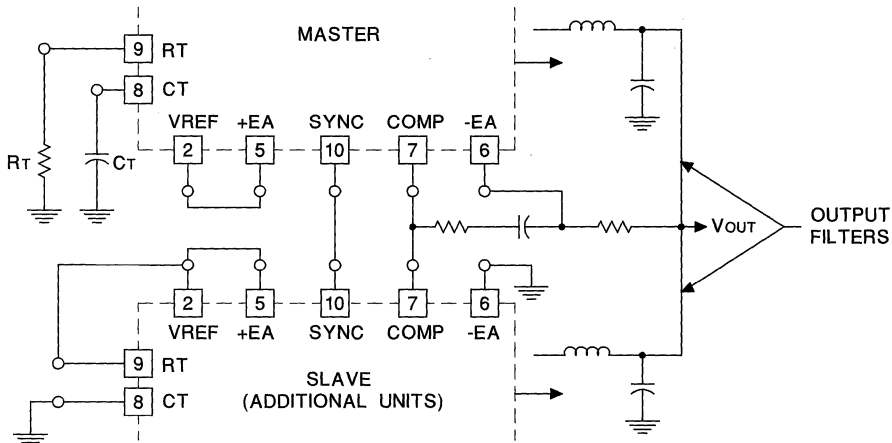 MASTER
9 RT
8 CT
VREF +EA SYNC COMP -EA
2 5 10 7 6
RT
CT
VOUT
OUTPUT
FILTERS
2 5 10 7 6
VREF +EA SYNC COMP -EA
9 RT
8 CT
SLAVE
(ADDITIONAL UNITS)